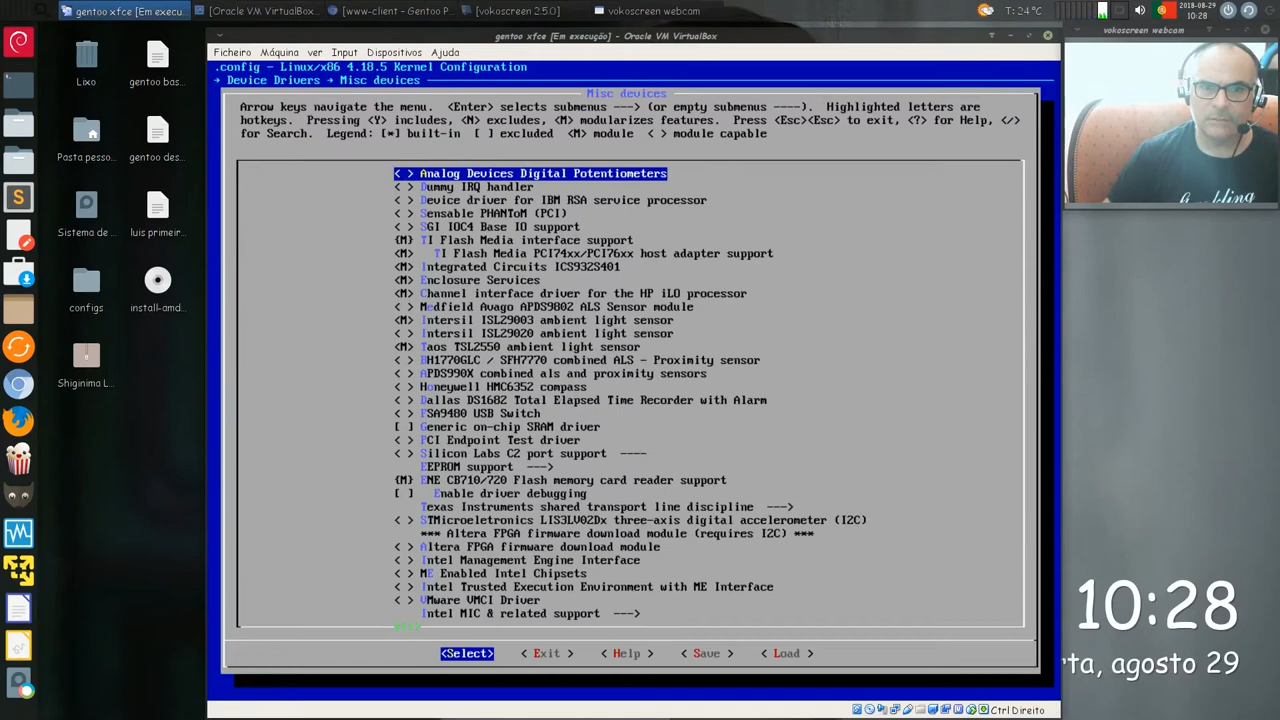 gentoo xfce [Em execu
[Oracle VM VirtualBox
[www-client - Gentoo P
[vokoscreen 2.5.0]
vokoscreen webcam
T: 24°C
2018-08-29
10:28
gentoo xfce [Em execução] - Oracle VM VirtualBox
vokoscreen webcam
Ficheiro Máquina ver Input Dispositivos Ajuda
.config - Linux/x86 4.18.5 Kernel Configuration
→ Device Drivers → Misc devices
Misc devices
Arrow keys navigate the menu. <Enter> selects submenus ---> (or empty submenus ----). Highlighted letters are
hotkeys. Pressing <Y> includes, <N> excludes, <M> modularizes features. Press <Esc><Esc> to exit, <?> for Help, </>
for Search. Legend: [*] built-in [ ] excluded <M> module < > module capable
< > Analog Devices Digital Potentiometers
< > Dummy IRQ handler
< > Device driver for IBM RSA service processor
< > Sensable PHANToM (PCI)
< > SGI IOC4 Base IO support
{M} TI Flash Media interface support
<M> TI Flash Media PCI74xx/PCI76xx host adapter support
<M> Integrated Circuits ICS932S401
<M> Enclosure Services
<M> Channel interface driver for the HP iLO processor
< > Medfield Avago APDS9802 ALS Sensor module
<M> Intersil ISL29003 ambient light sensor
< > Intersil ISL29020 ambient light sensor
<M> Taos TSL2550 ambient light sensor
< > BH1770GLC / SFH7770 combined ALS - Proximity sensor
< > APDS990X combined als and proximity sensors
< > Honeywell HMC6352 compass
< > Dallas DS1682 Total Elapsed Time Recorder with Alarm
< > FSA9480 USB Switch
[ ] Generic on-chip SRAM driver
< > PCI Endpoint Test driver
< > Silicon Labs C2 port support ----
EEPROM support --->
{M} ENE CB710/720 Flash memory card reader support
[ ] Enable driver debugging
Texas Instruments shared transport line discipline --->
< > STMicroeletronics LIS3LV02Dx three-axis digital accelerometer (I2C)
*** Altera FPGA firmware download module (requires I2C) ***
< > Altera FPGA firmware download module
< > Intel Management Engine Interface
< > ME Enabled Intel Chipsets
< > Intel Trusted Execution Environment with ME Interface
< > VMware VMCI Driver
Intel MIC & related support --->
<Select> < Exit > < Help > < Save > < Load >
Ctrl Direito
Lixo
gentoo bas...
Pasta pesso...
gentoo des...
Sistema de ...
luis primeir...
configs
install-amd...
Shiginima L...
10:28
rta, agosto 29